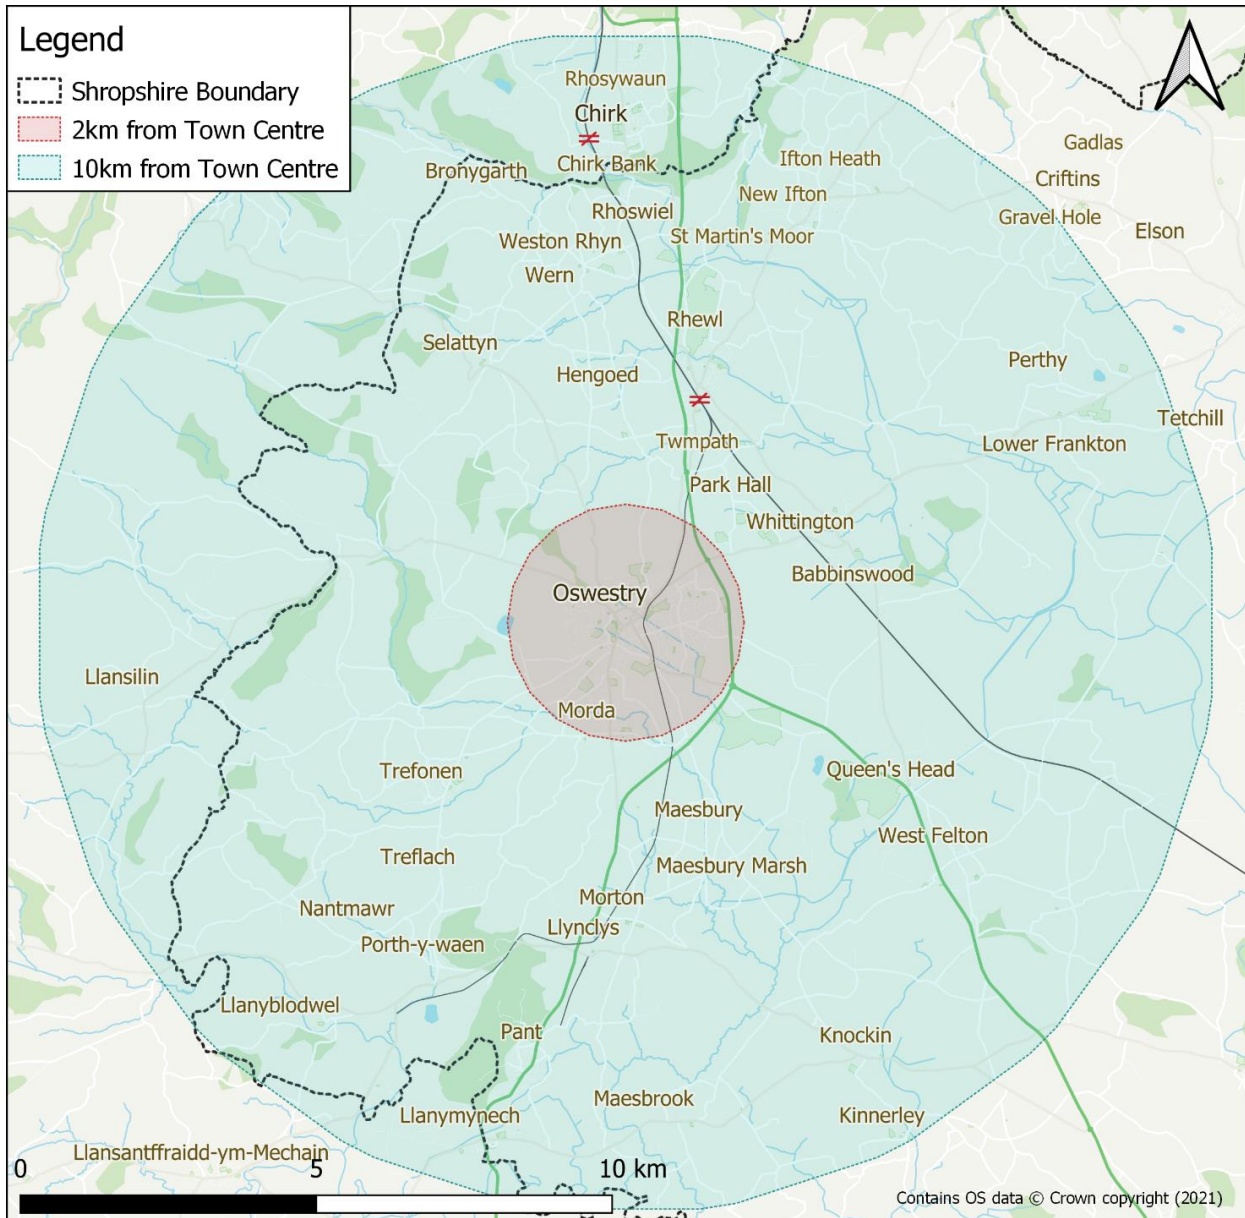 Legend
Shropshire Boundary
2km from Town Centre
10km from Town Centre
Rhosywaun
Chirk
Chirk Bank
Bronygarth
Ifton Heath
Gadlas
Criftins
New Ifton
Gravel Hole
Elson
Rhoswiel
Weston Rhyn
St Martin's Moor
Wern
Rhewl
Selattyn
Hengoed
Perthy
Tetchill
Twmpath
Lower Frankton
Park Hall
Whittington
Babbinswood
Oswestry
Llansilin
Morda
Trefonen
Queen's Head
Maesbury
West Felton
Treflach
Maesbury Marsh
Morton
Nantmawr
Llynclys
Porth-y-waen
Llanyblodwel
Pant
Knockin
Maesbrook
Llanymynech
Kinnerley
Llansantffraidd-ym-Mechain
0 5 10 km
Contains OS data © Crown copyright (2021)